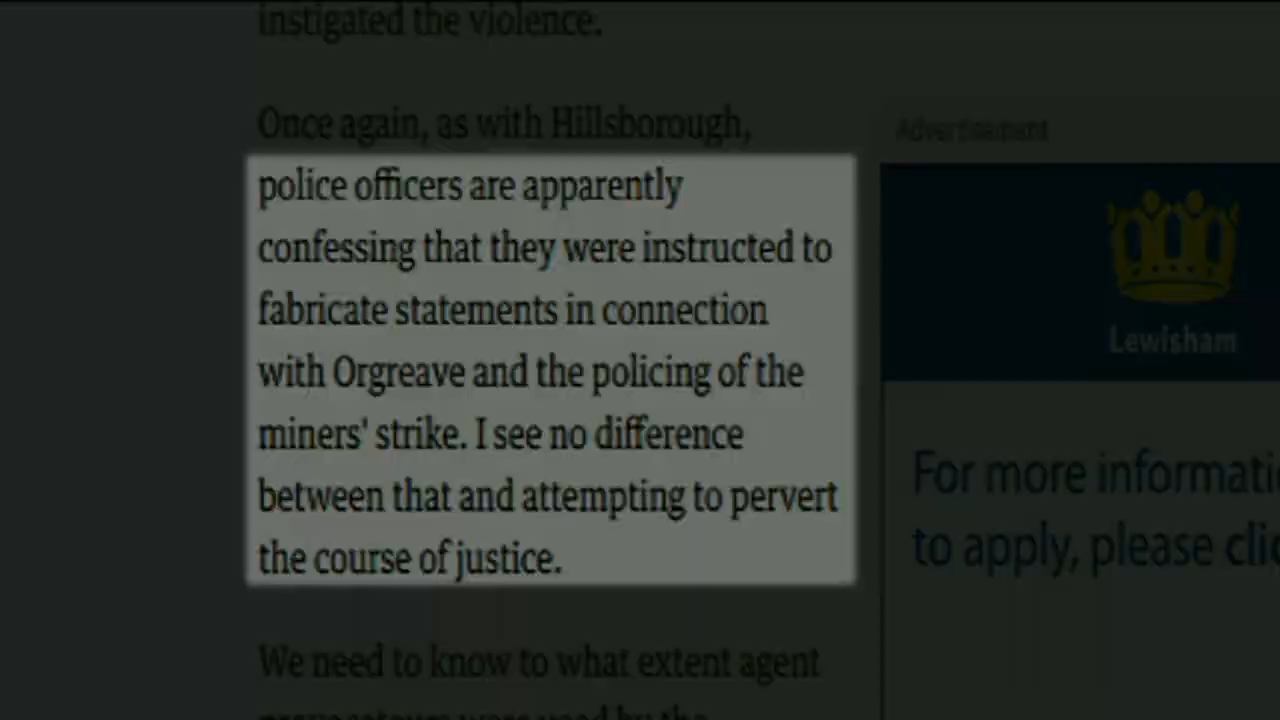 instigated the violence.
Once again, as with Hillsborough,
police officers are apparently
confessing that they were instructed to
fabricate statements in connection
with Orgreave and the policing of the
miners' strike. I see no difference
between that and attempting to pervert
the course of justice.
We need to know to what extent agent
Advertisement
Lewisham
For more informati
to apply, please clic